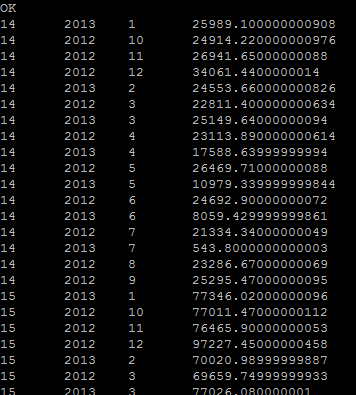 OK
14 2013 1 25989.100000000908
14 2012 10 24914.220000000976
14 2012 11 26941.65000000088
14 2012 12 34061.440000000014
14 2013 2 24553.660000000826
14 2012 3 22811.400000000634
14 2013 3 25149.64000000094
14 2012 4 23113.890000000614
14 2013 4 17588.63999999994
14 2012 5 26469.71000000088
14 2013 5 10979.339999999844
14 2012 6 24692.90000000072
14 2013 6 8059.429999999861
14 2012 7 21334.34000000049
14 2013 7 543.8000000000003
14 2012 8 23286.67000000069
14 2012 9 25295.47000000095
15 2013 1 77346.02000000096
15 2012 10 77011.47000000112
15 2012 11 76465.90000000053
15 2012 12 97227.45000000458
15 2013 2 70020.98999999887
15 2012 3 69659.74999999933
15 2013 3 77026.080000001